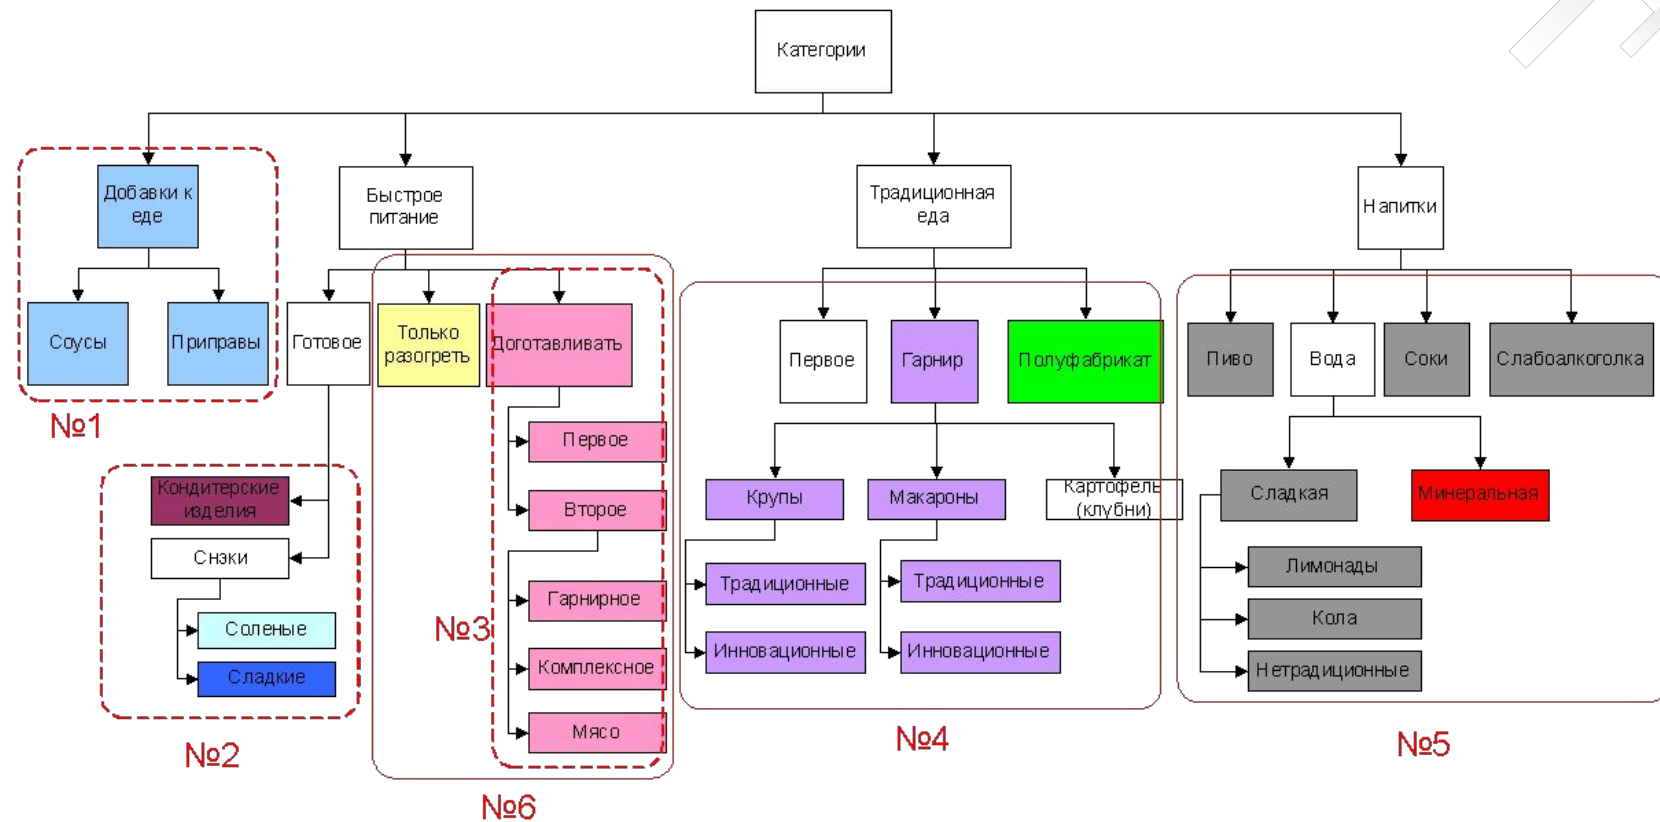 Категории
Добавки к
еде
Быстрое
питание
Традиционная
еда
Напитки
Соусы
Приправы
Готовое
Только
разогреть
Доготавливать
Первое
Гарнир
Полуфабрикат
Пиво
Вода
Соки
Слабоалкоголка
№1
Первое
Второе
Гарнирное
Комплексное
Мясо
Кондитерские
изделия
Снэки
Соленые
Сладкие
№2
№3
№6
Крупы
Макароны
Картофель
(клубни)
Традиционные
Инновационные
Традиционные
Инновационные
№4
Сладкая
Минеральная
Лимонады
Кола
Нетрадиционные
№5